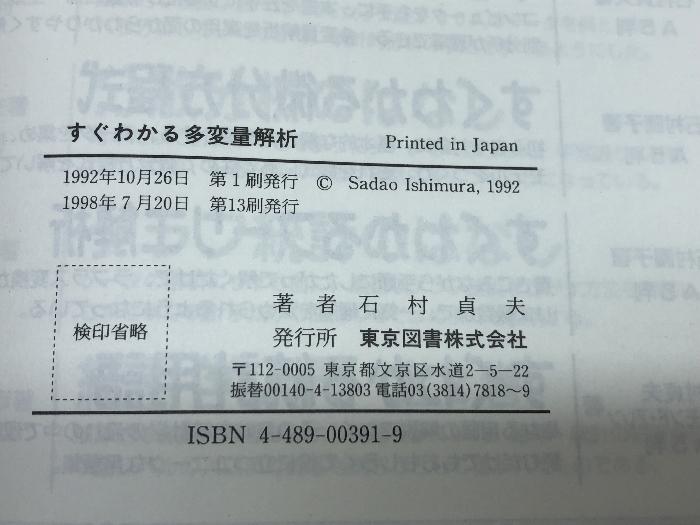 すぐわかる多変量解析 Printed in Japan
1992年10月26日 第1刷発行 © Sadao Ishimura, 1992
1998年7月20日 第13刷発行
検印省略
著者 石村貞夫
発行所 東京図書株式会社
〒112-0005 東京都文京区水道2-5-22
振替00140-4-13803 電話03(3814)7818〜9
ISBN 4-489-00391-9